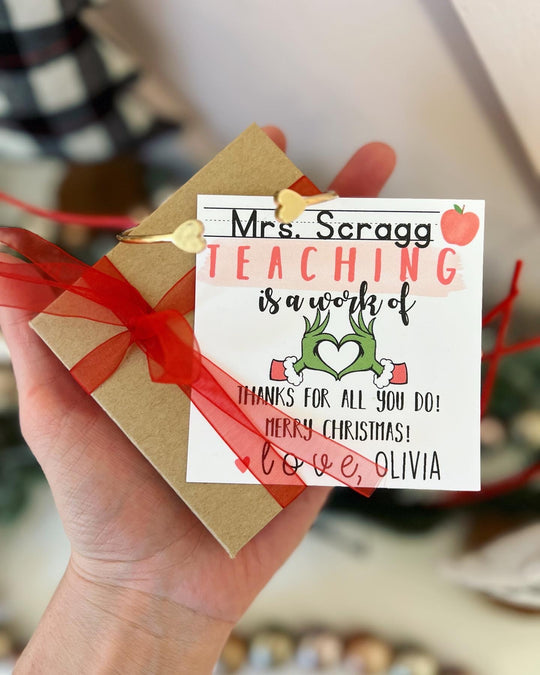 Mrs. Scragg
TEACHING
is a work of
THANKS FOR ALL YOU DO!
MERRY CHRISTMAS!
love, OLIVIA